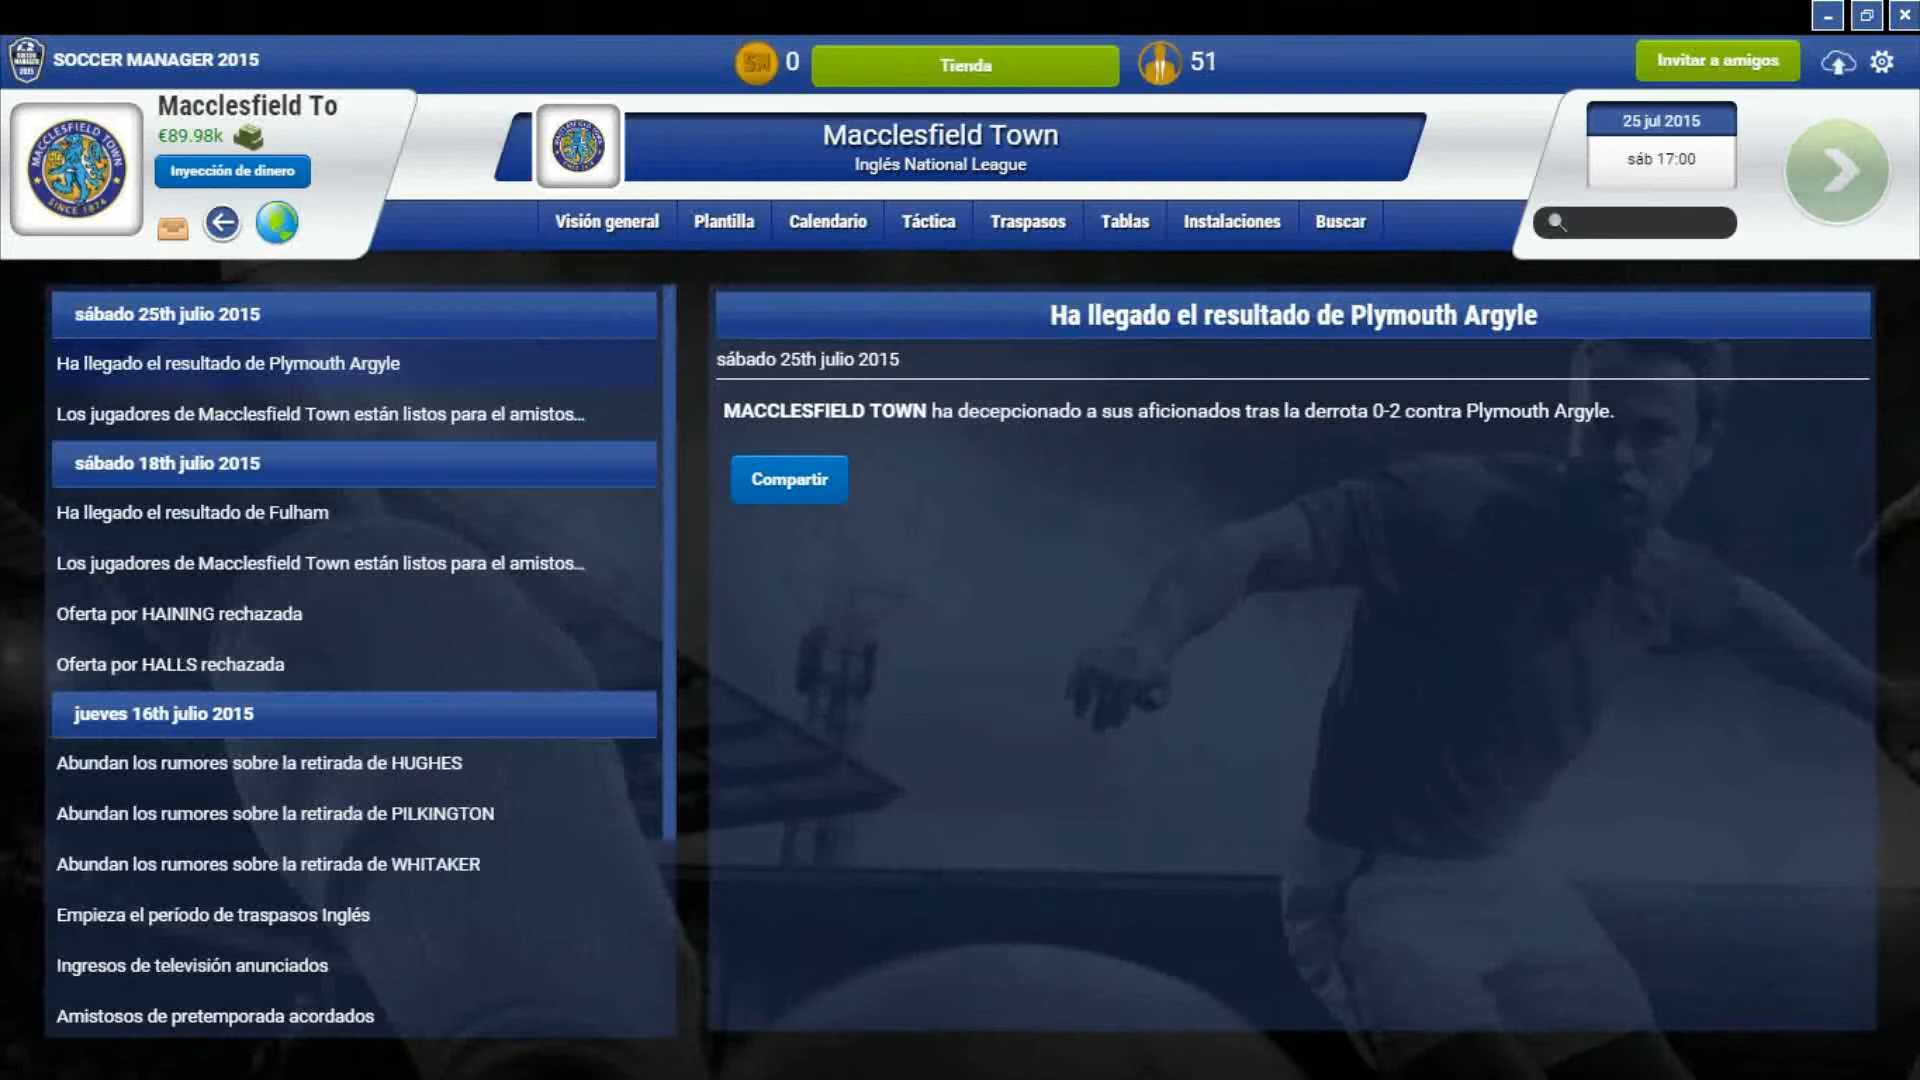 SOCCER MANAGER 2015
0
Tienda
51
Invitar a amigos
Macclesfield To
€89.98k
Inyección de dinero
MACCLESFIELD TOWN
SINCE 1874
Macclesfield Town
Inglés National League
25 jul 2015
sáb 17:00
Visión general
Plantilla
Calendario
Táctica
Traspasos
Tablas
Instalaciones
Buscar
sábado 25th julio 2015
Ha llegado el resultado de Plymouth Argyle
Los jugadores de Macclesfield Town están listos para el amistos...
sábado 18th julio 2015
Ha llegado el resultado de Fulham
Los jugadores de Macclesfield Town están listos para el amistos...
Oferta por HAINING rechazada
Oferta por HALLS rechazada
jueves 16th julio 2015
Abundan los rumores sobre la retirada de HUGHES
Abundan los rumores sobre la retirada de PILKINGTON
Abundan los rumores sobre la retirada de WHITAKER
Empieza el período de traspasos Inglés
Ingresos de televisión anunciados
Amistosos de pretemporada acordados
Ha llegado el resultado de Plymouth Argyle
sábado 25th julio 2015
MACCLESFIELD TOWN ha decepcionado a sus aficionados tras la derrota 0-2 contra Plymouth Argyle.
Compartir